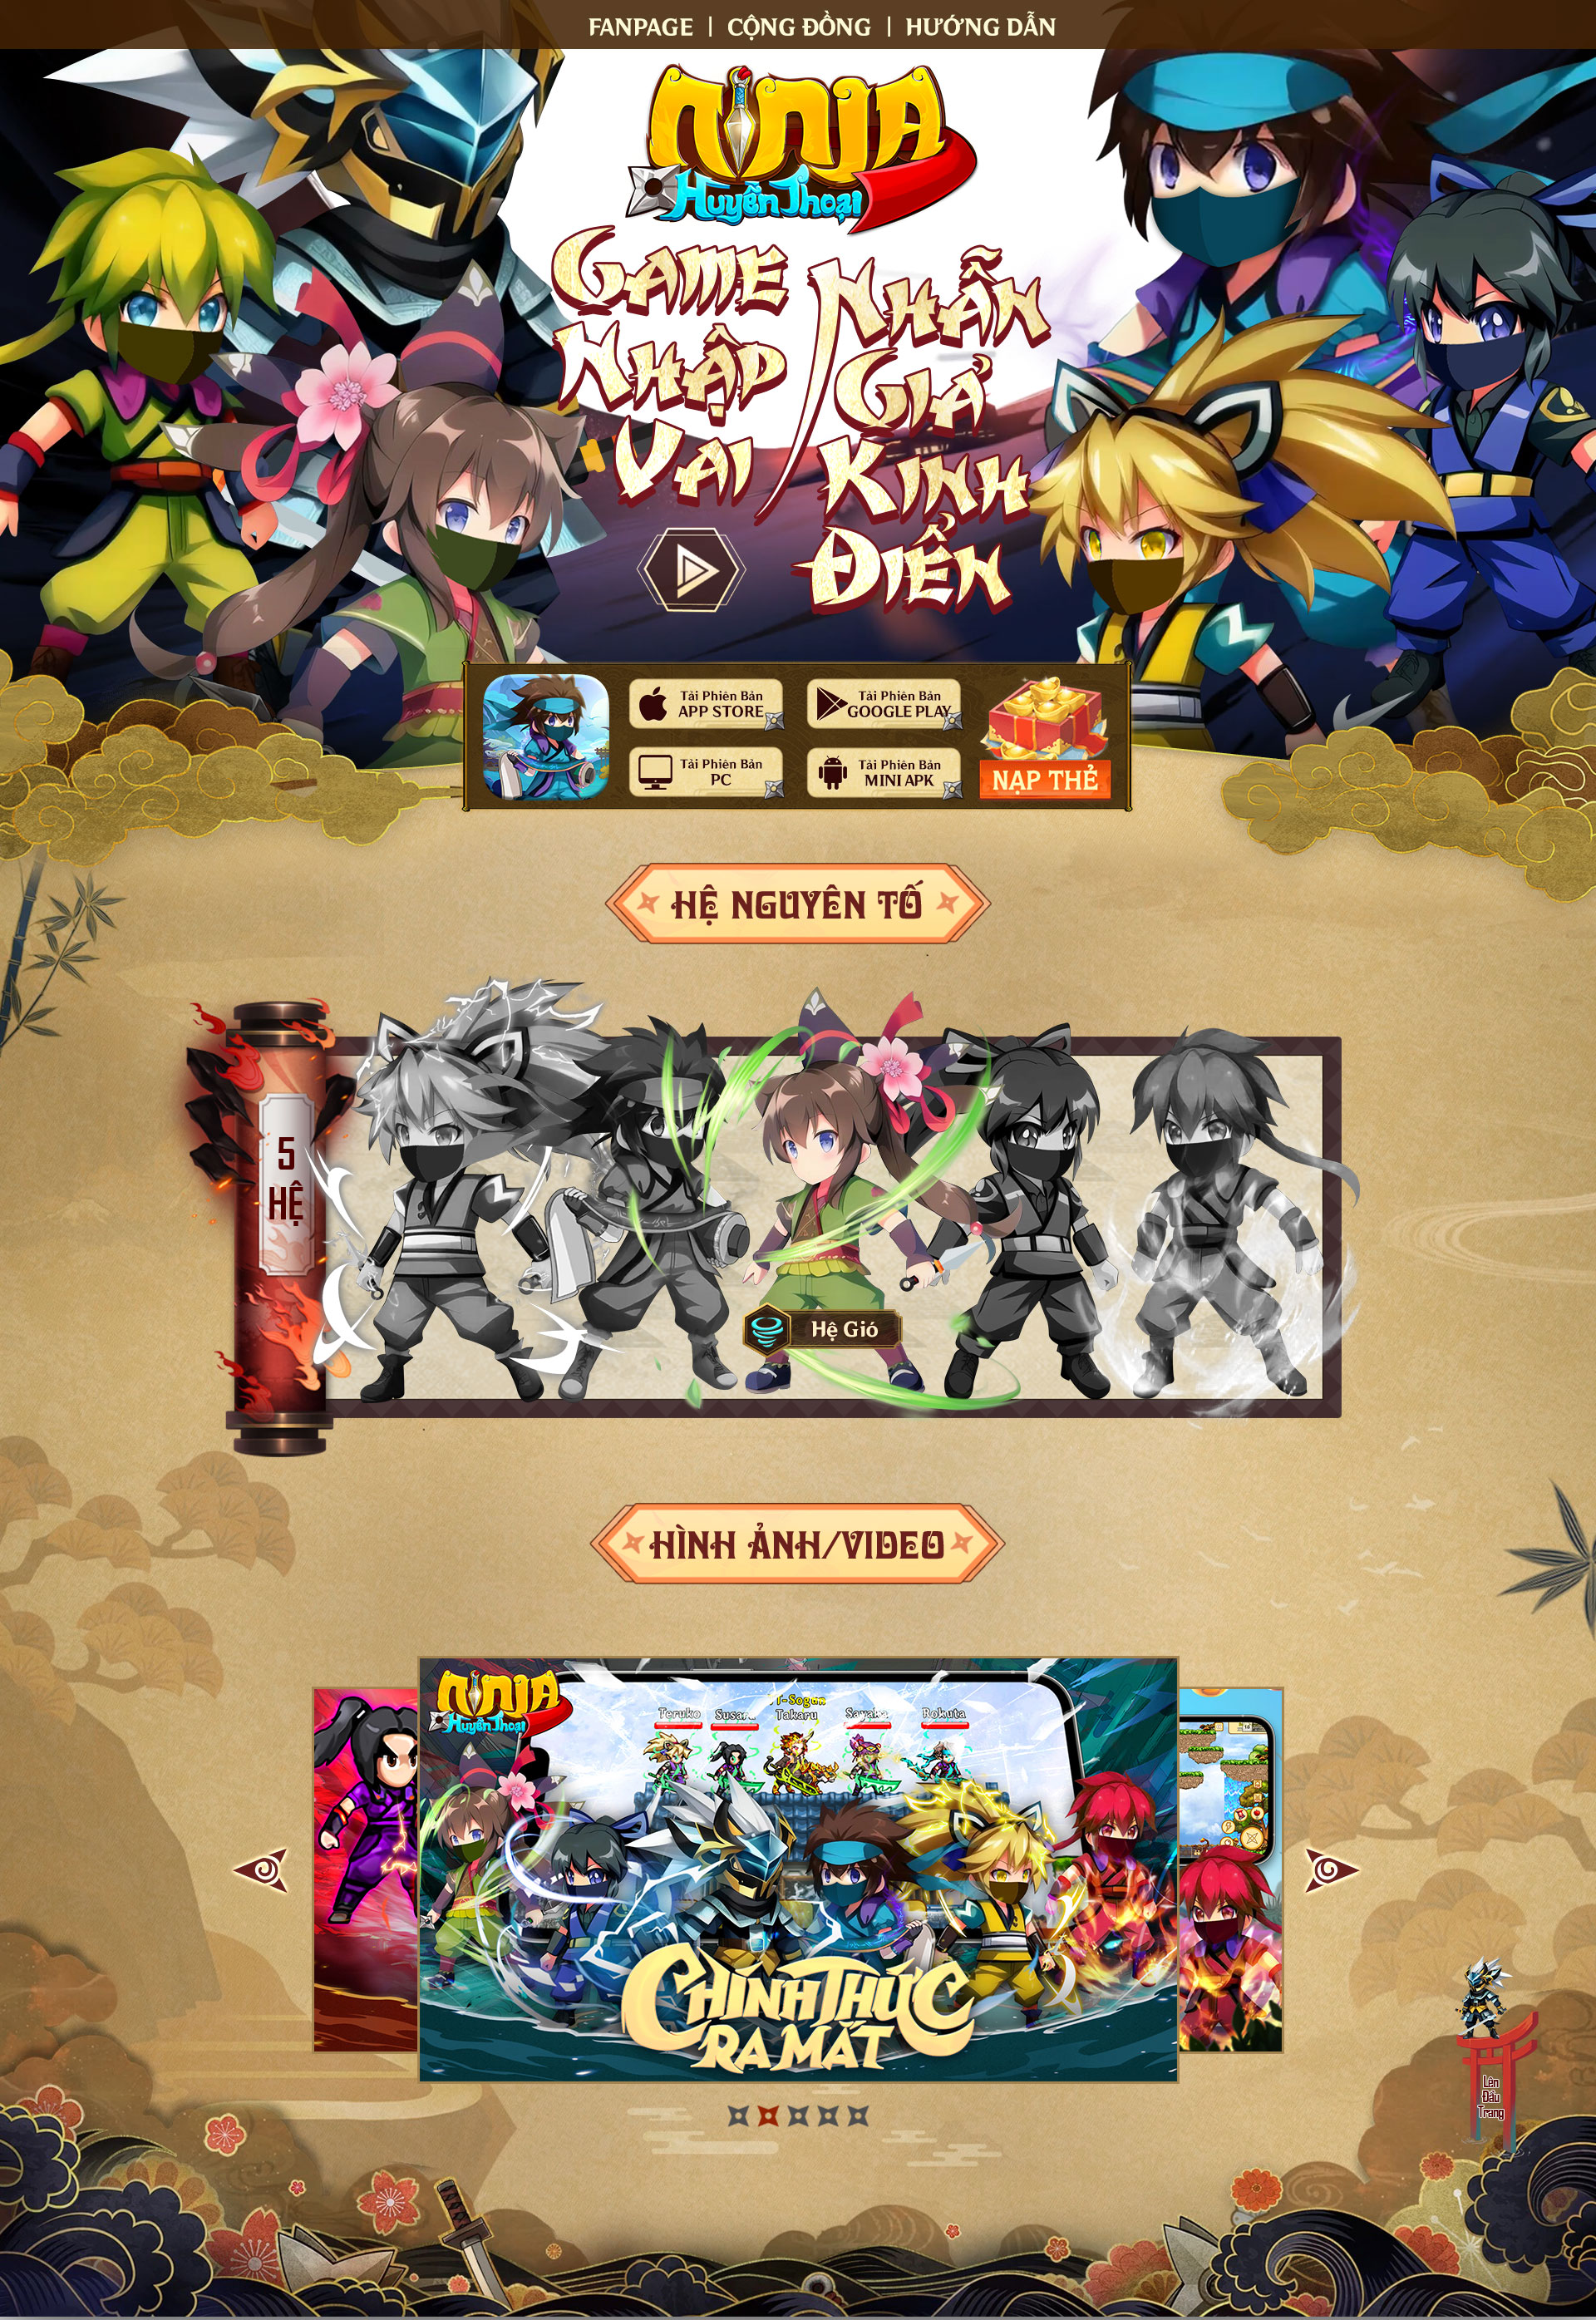 FANPAGE | CỘNG ĐỒNG | HƯỚNG DẪN
NINJA
Huyền Thoại
GAME
NHẬP
VAI
NHẪN
GIẢ
KINH
ĐIỂN
Tải Phiên Bản
APP STORE
Tải Phiên Bản
GOOGLE PLAY
Tải Phiên Bản
PC
Tải Phiên Bản
MINI APK
NẠP THẺ
HỆ NGUYÊN TỐ
5
HỆ
Hệ Gió
HÌNH ẢNH/VIDEO
NINJA
Huyền Thoại
Teruko
Takaru
Rokuta
CHÍNH THỨC
RA MẮT
Lên
Đầu
Trang